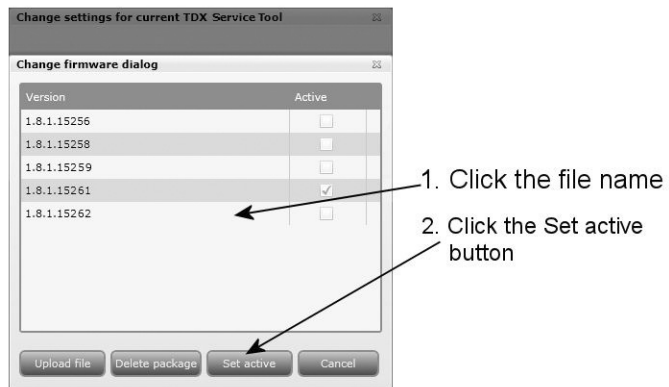 Change settings for current TDX Service Tool
Change firmware dialog
Version Active
1.8.1.15256
1.8.1.15258
1.8.1.15259
1.8.1.15261
1.8.1.15262
Upload file Delete package Set active Cancel
1. Click the file name
2. Click the Set active
button